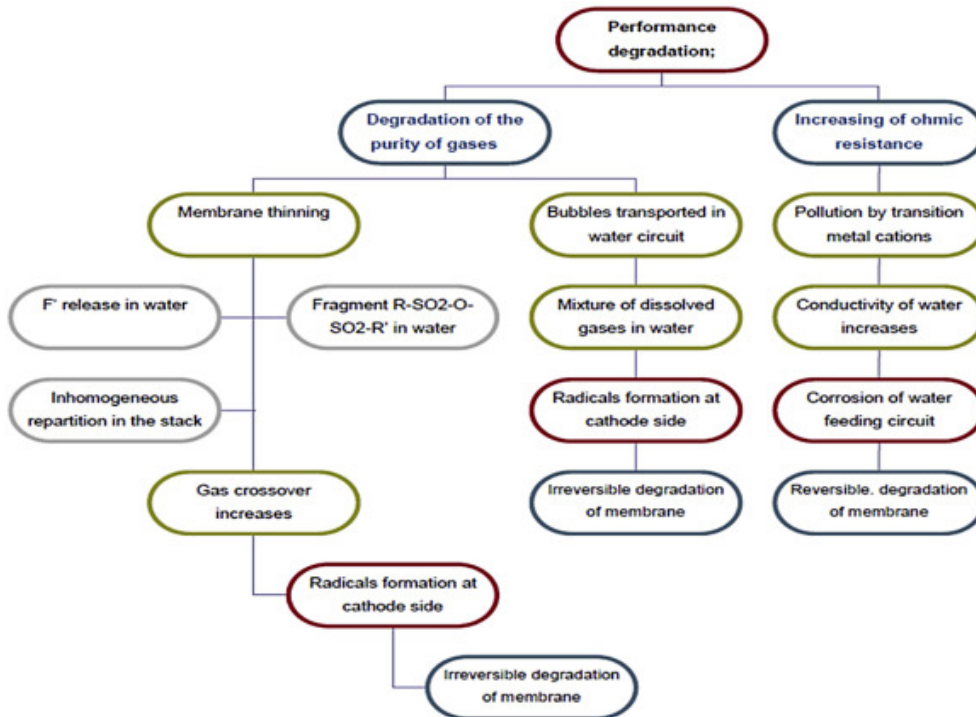 Performance
degradation;
Degradation of the
purity of gases
Increasing of ohmic
resistance
Membrane thinning
Bubbles transported in
water circuit
Pollution by transition
metal cations
F- release in water
Fragment R-SO2-O-
SO2-R' in water
Mixture of dissolved
gases in water
Conductivity of water
increases
Inhomogeneous
repartition in the stack
Radicals formation at
cathode side
Corrosion of water
feeding circuit
Gas crossover
increases
Irreversible degradation
of membrane
Reversible. degradation
of membrane
Radicals formation at
cathode side
Irreversible degradation
of membrane